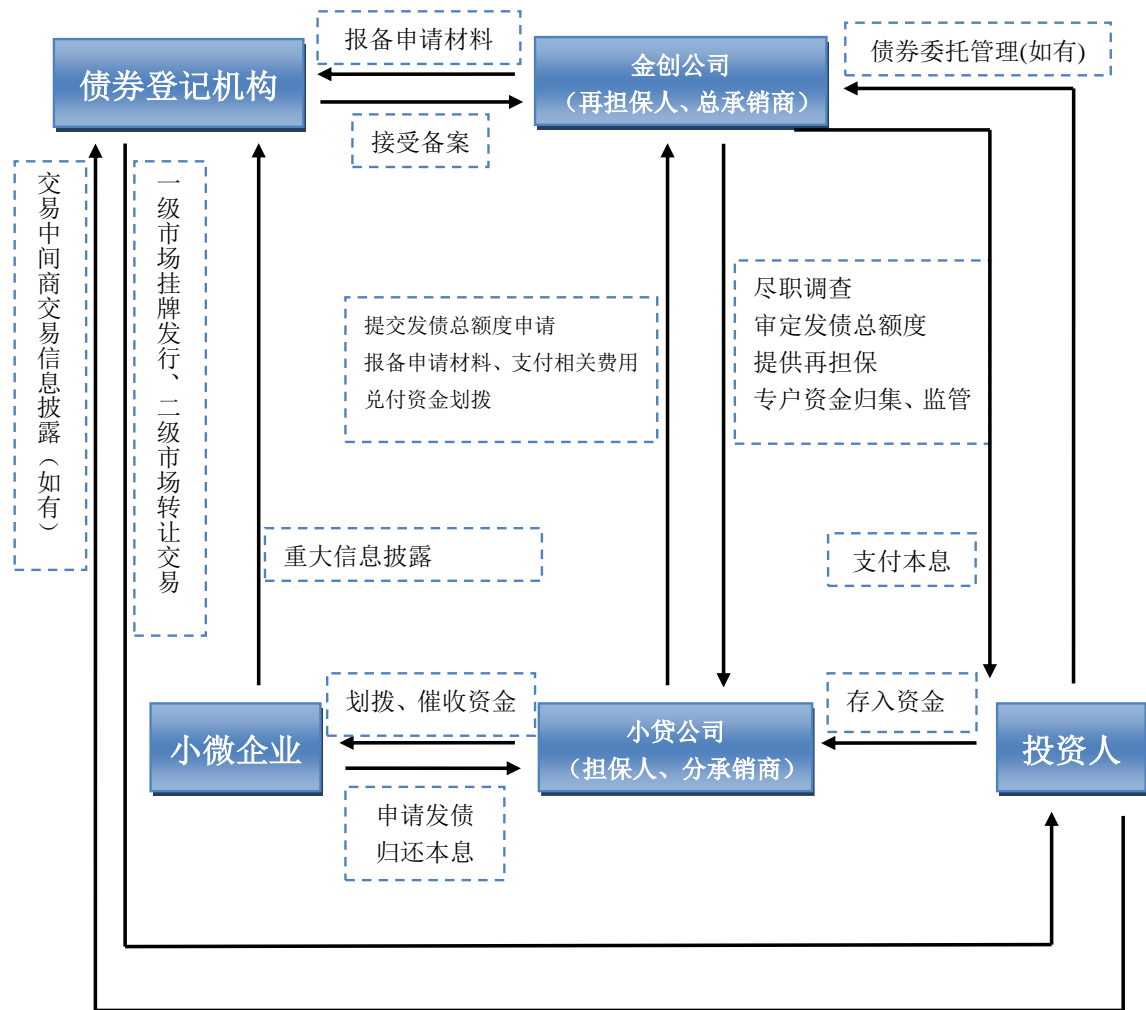 报备申请材料
债券登记机构
金创公司
（再担保人、总承销商）
债券委托管理(如有)
接受备案
交易中间商交易信息披露（如有）
一级市场挂牌发行、二级市场转让交易
提交发债总额度申请
报备申请材料、支付相关费用
兑付资金划拨
尽职调查
审定发债总额度
提供再担保
专户资金归集、监管
重大信息披露
支付本息
划拨、催收资金
存入资金
小微企业
小贷公司
（担保人、分承销商）
投资人
申请发债
归还本息